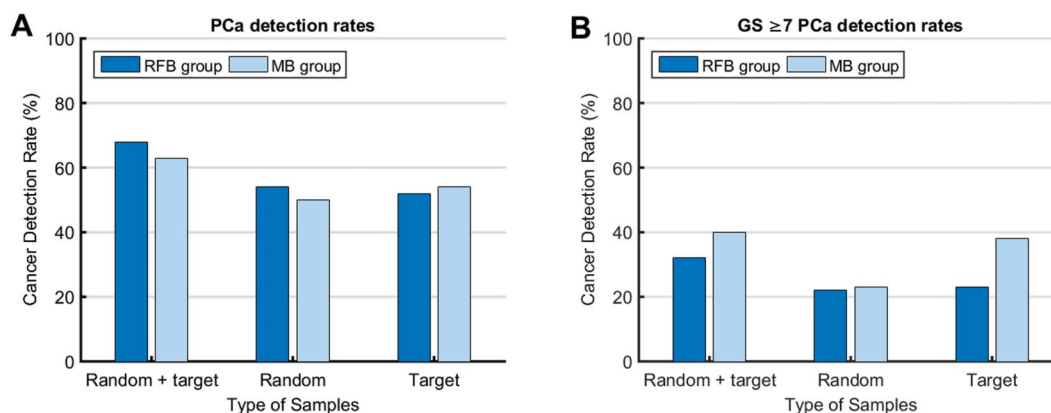 A
PCa detection rates
RFB group
MB group
100
80
60
40
20
0
Cancer Detection Rate (%)
Random + target
Random
Target
Type of Samples
B
GS ≥7 PCa detection rates
RFB group
MB group
100
80
60
40
20
0
Cancer Detection Rate (%)
Random + target
Random
Target
Type of Samples